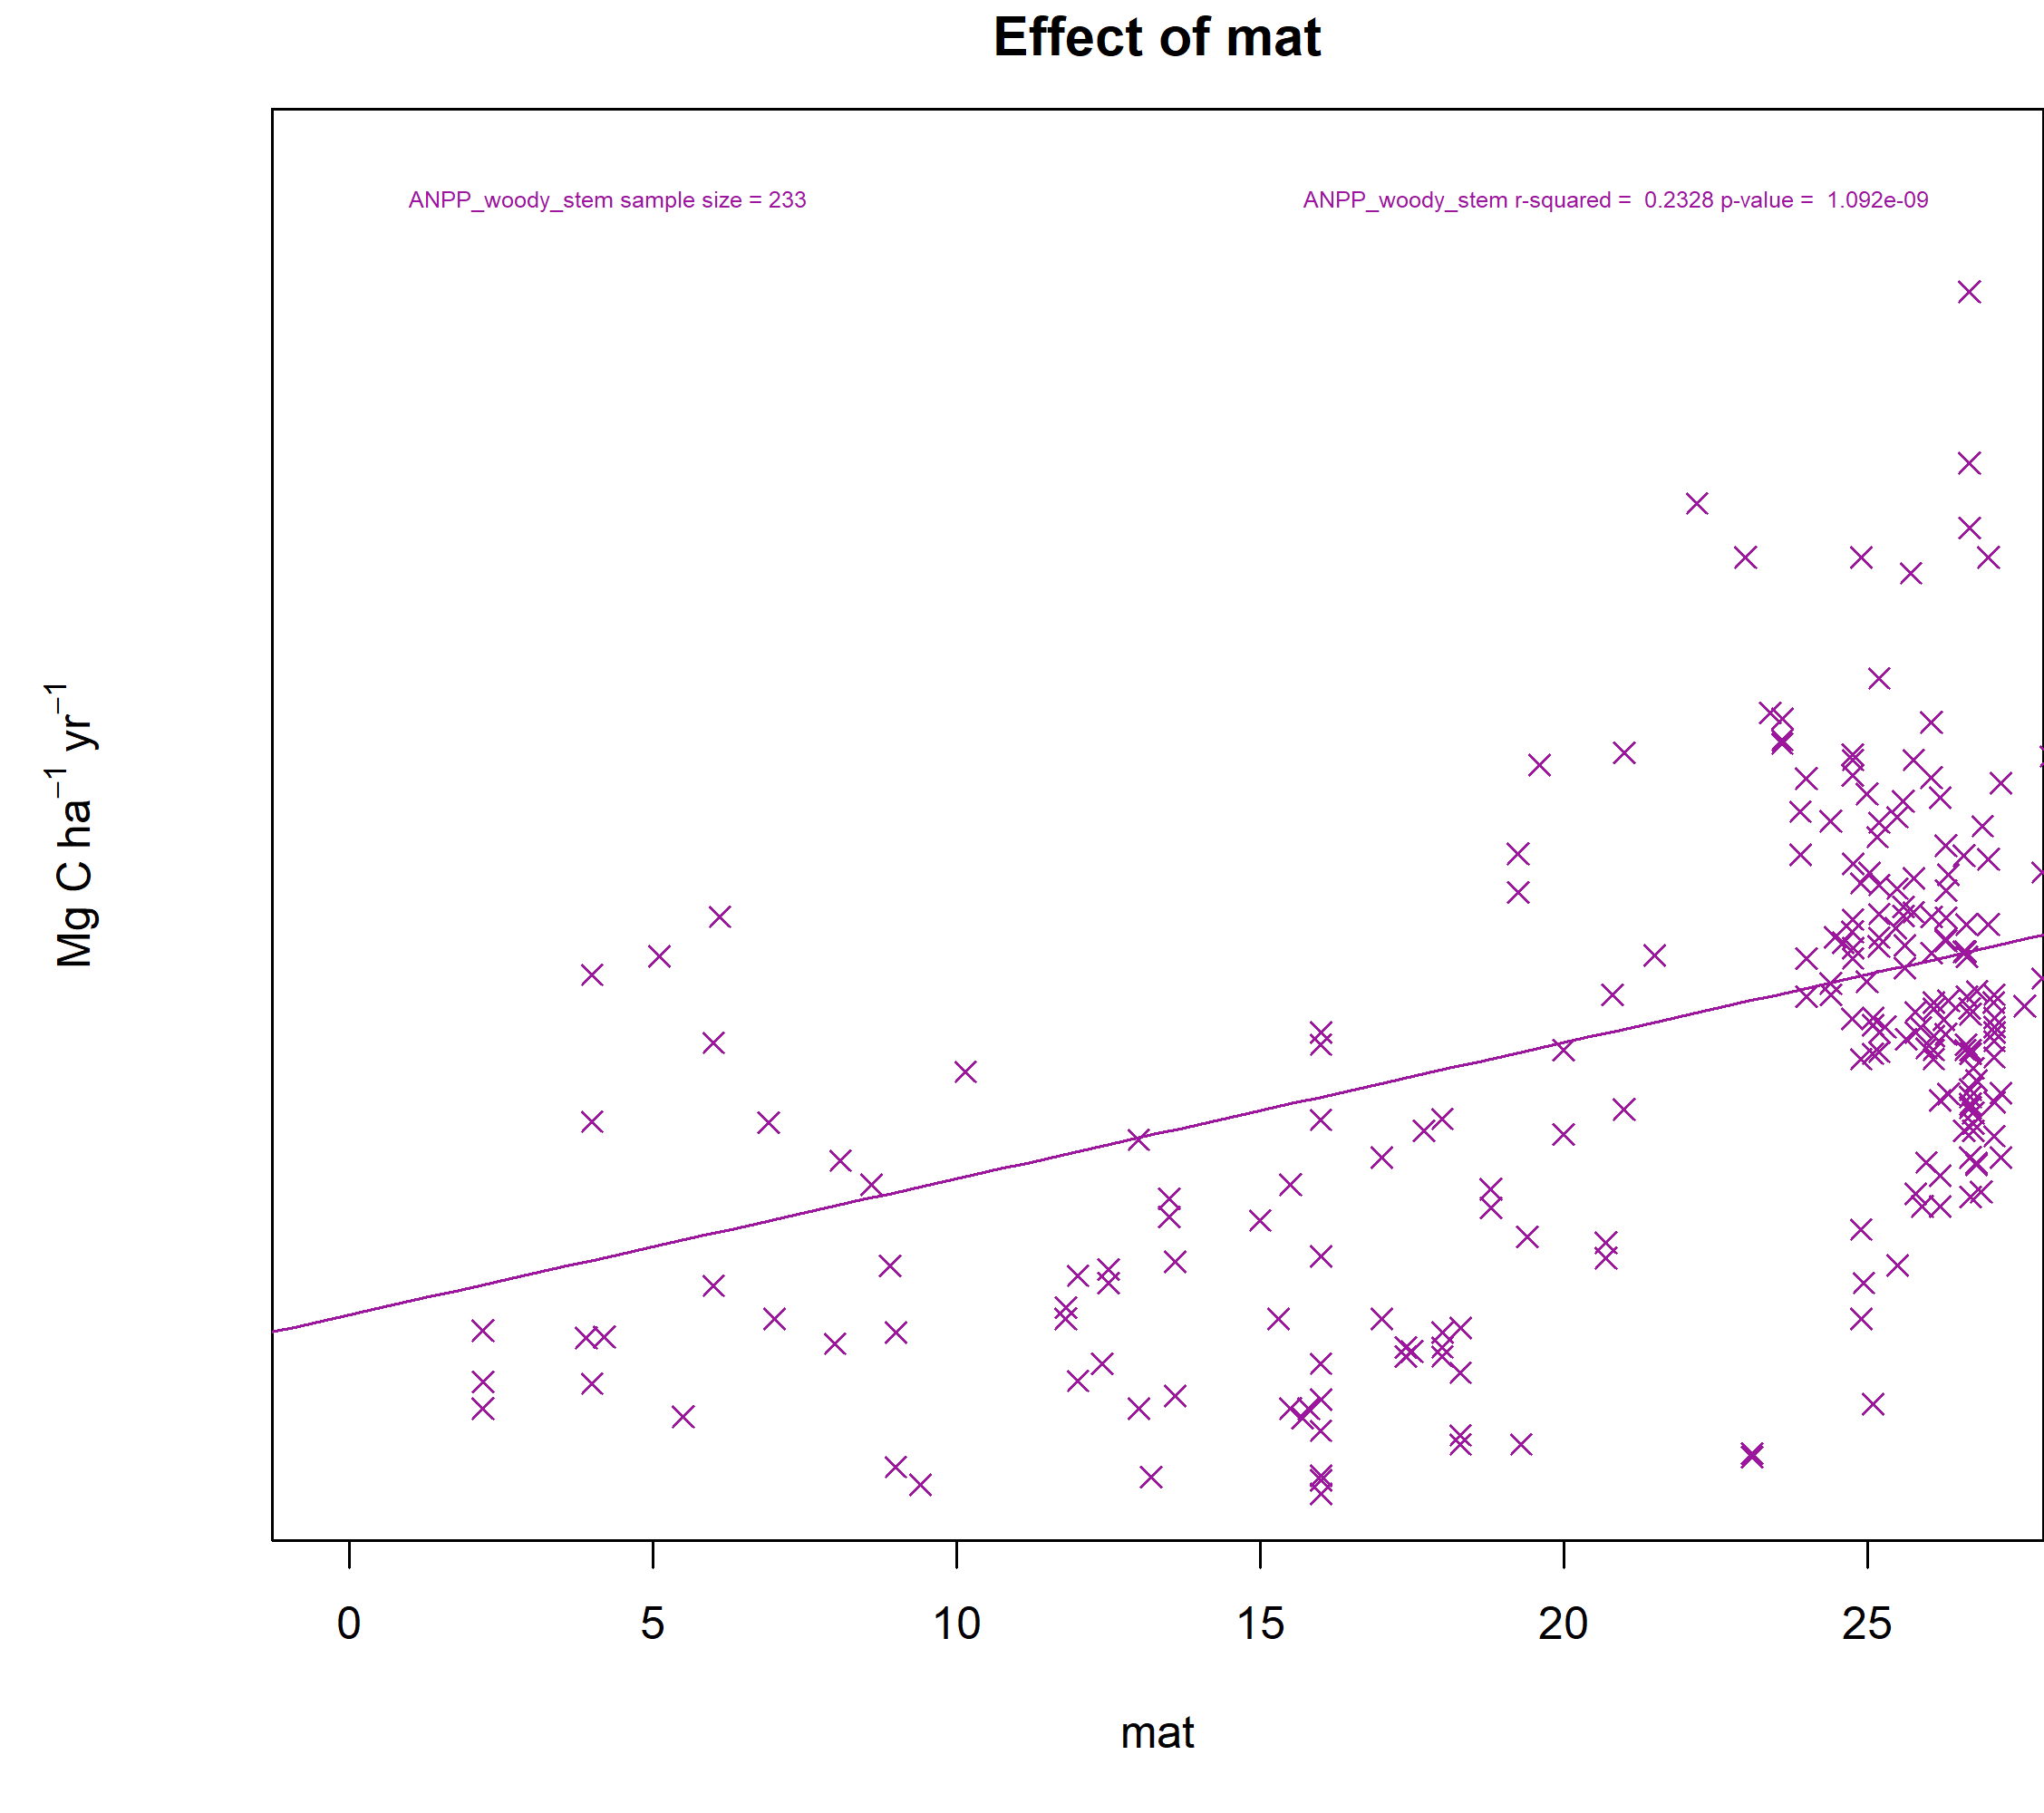 Effect of mat
ANPP_woody_stem sample size = 233
ANPP_woody_stem r-squared =  0.2328 p-value =  1.092e-09
Mg C ha⁻¹ yr⁻¹
0 5 10 15 20 25
mat